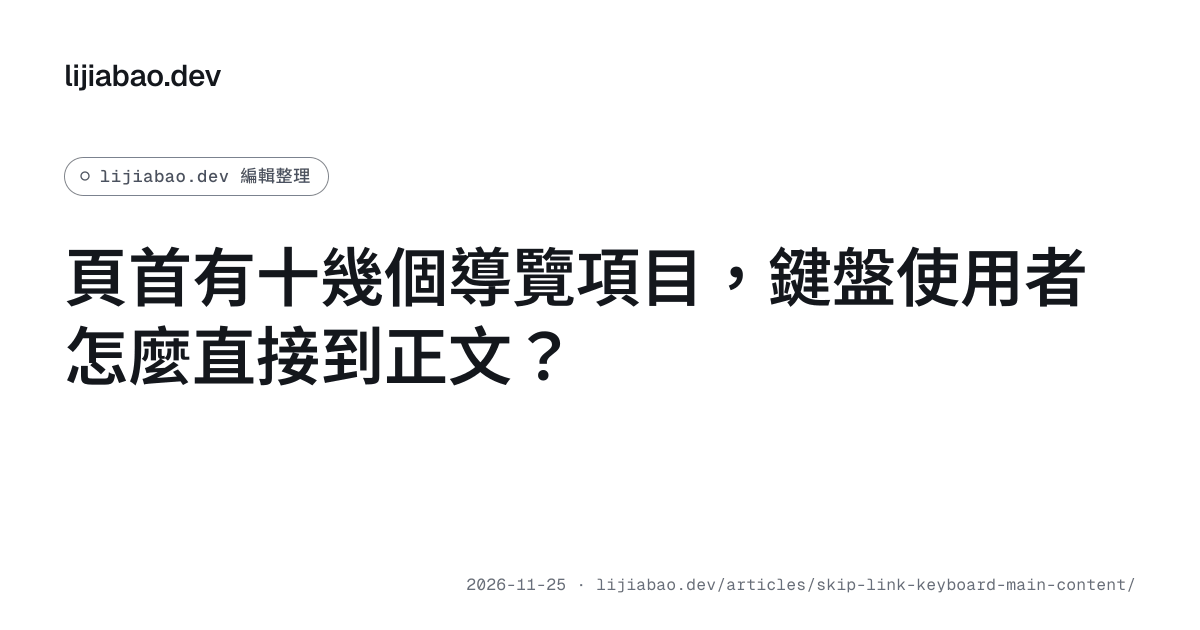 lijiabao.dev
lijiabao.dev 編輯整理
頁首有十幾個導覽項目，鍵盤使用者
怎麼直接到正文？
2026-11-25 · lijiabao.dev/articles/skip-link-keyboard-main-content/